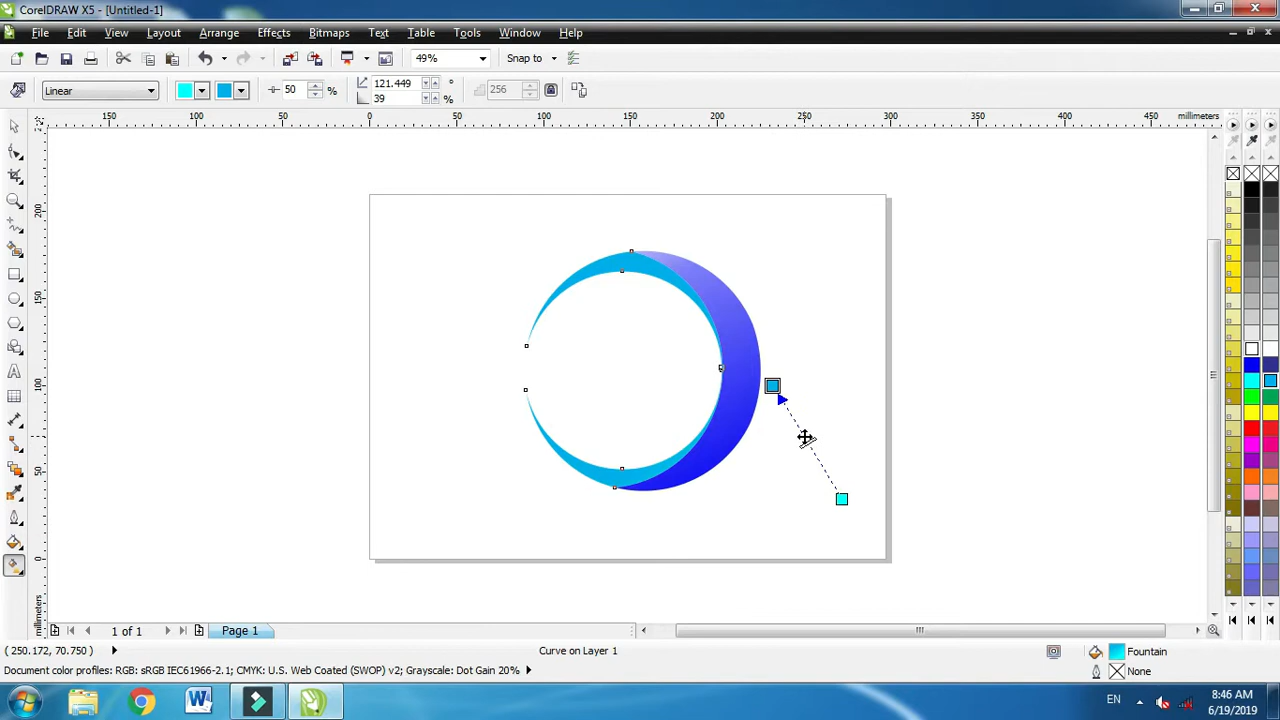 CorelDRAW X5 - [Untitled-1]
File Edit View Layout Arrange Effects Bitmaps Text Table Tools Window Help
49% Snap to
Linear 50 % 121.449 ° 256
39 %
150 100 50 0 50 100 150 200 250 300 350 400 450 millimeters
200
150
100
50
0
millimeters
1 of 1 Page 1
( 250.172, 70.750 ) Curve on Layer 1 Fountain
Document color profiles: RGB: sRGB IEC61966-2.1; CMYK: U.S. Web Coated (SWOP) v2; Grayscale: Dot Gain 20% None
EN 8:46 AM
6/19/2019